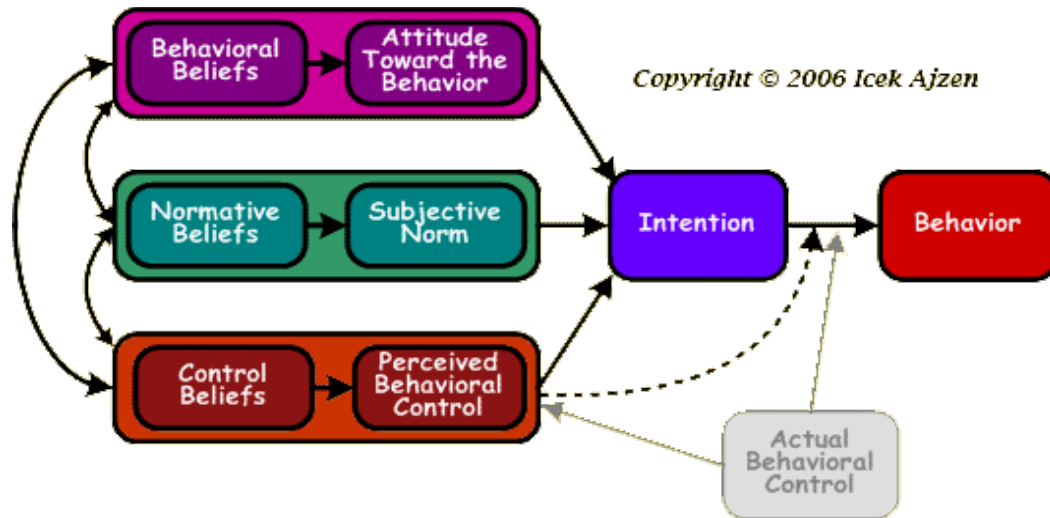 Behavioral
Beliefs
Attitude
Toward the
Behavior
Copyright © 2006 Icek Ajzen
Normative
Beliefs
Subjective
Norm
Intention
Behavior
Control
Beliefs
Perceived
Behavioral
Control
Actual
Behavioral
Control